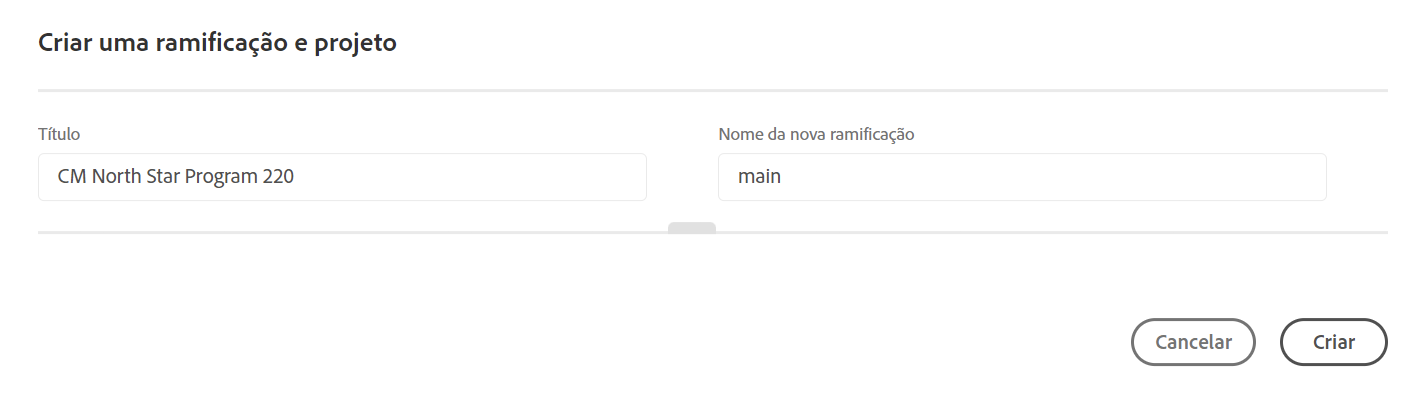 Criar uma ramificação e projeto
Título
Nome da nova ramificação
CM North Star Program 220
main
Cancelar
Criar